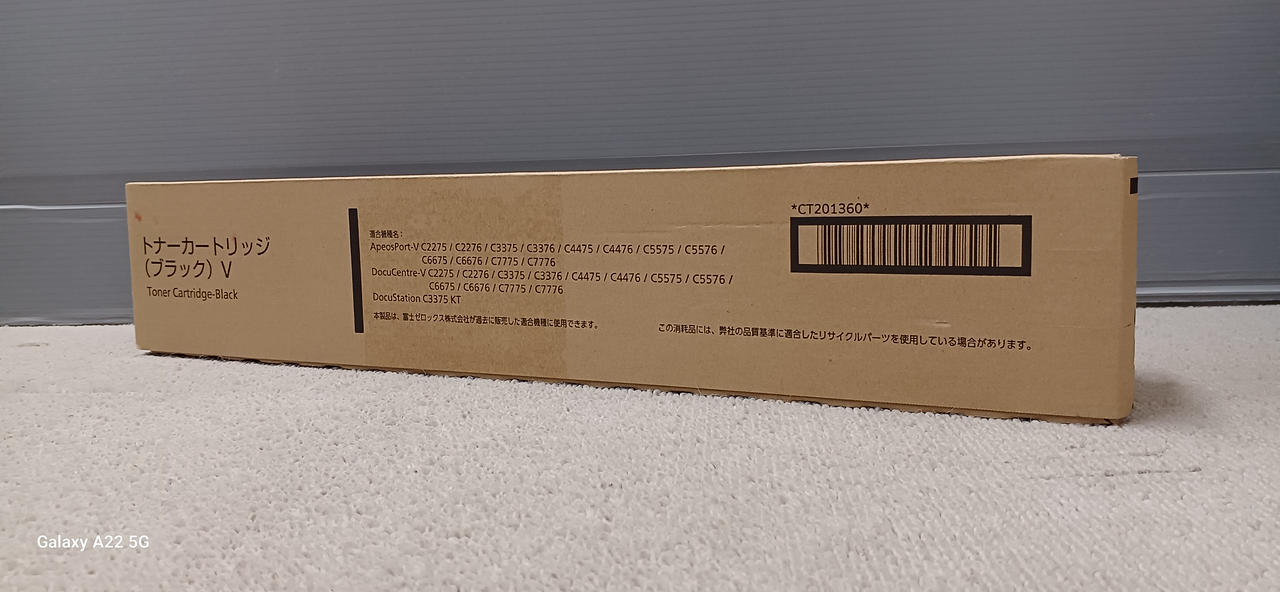 トナーカートリッジ
（ブラック）V
Toner Cartridge-Black
適合機種名：
ApeosPort-V C2275 / C2276 / C3375 / C3376 / C4475 / C4476 / C5575 / C5576 /
C6675 / C6676 / C7775 / C7776
DocuCentre-V C2275 / C2276 / C3375 / C3376 / C4475 / C4476 / C5575 / C5576 /
C6675 / C6676 / C7775 / C7776
DocuStation C3375 KT
本製品は、富士ゼロックス株式会社が過去に販売した適合機種に使用できます。
*CT201360*
この消耗品には、弊社の品質基準に適合したリサイクルパーツを使用している場合があります。
Galaxy A22 5G